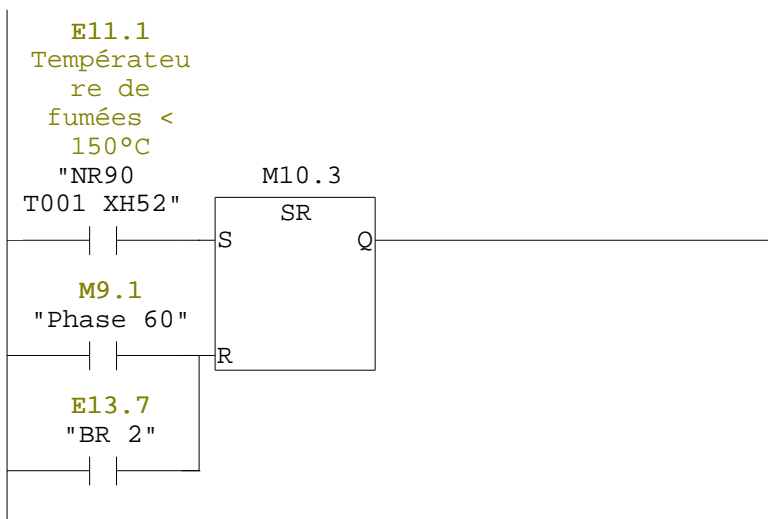 E11.1
Températeu
re de
fumées <
150°C
"NR90
T001 XH52"
M10.3
SR
S
Q
M9.1
"Phase 60"
R
E13.7
"BR 2"